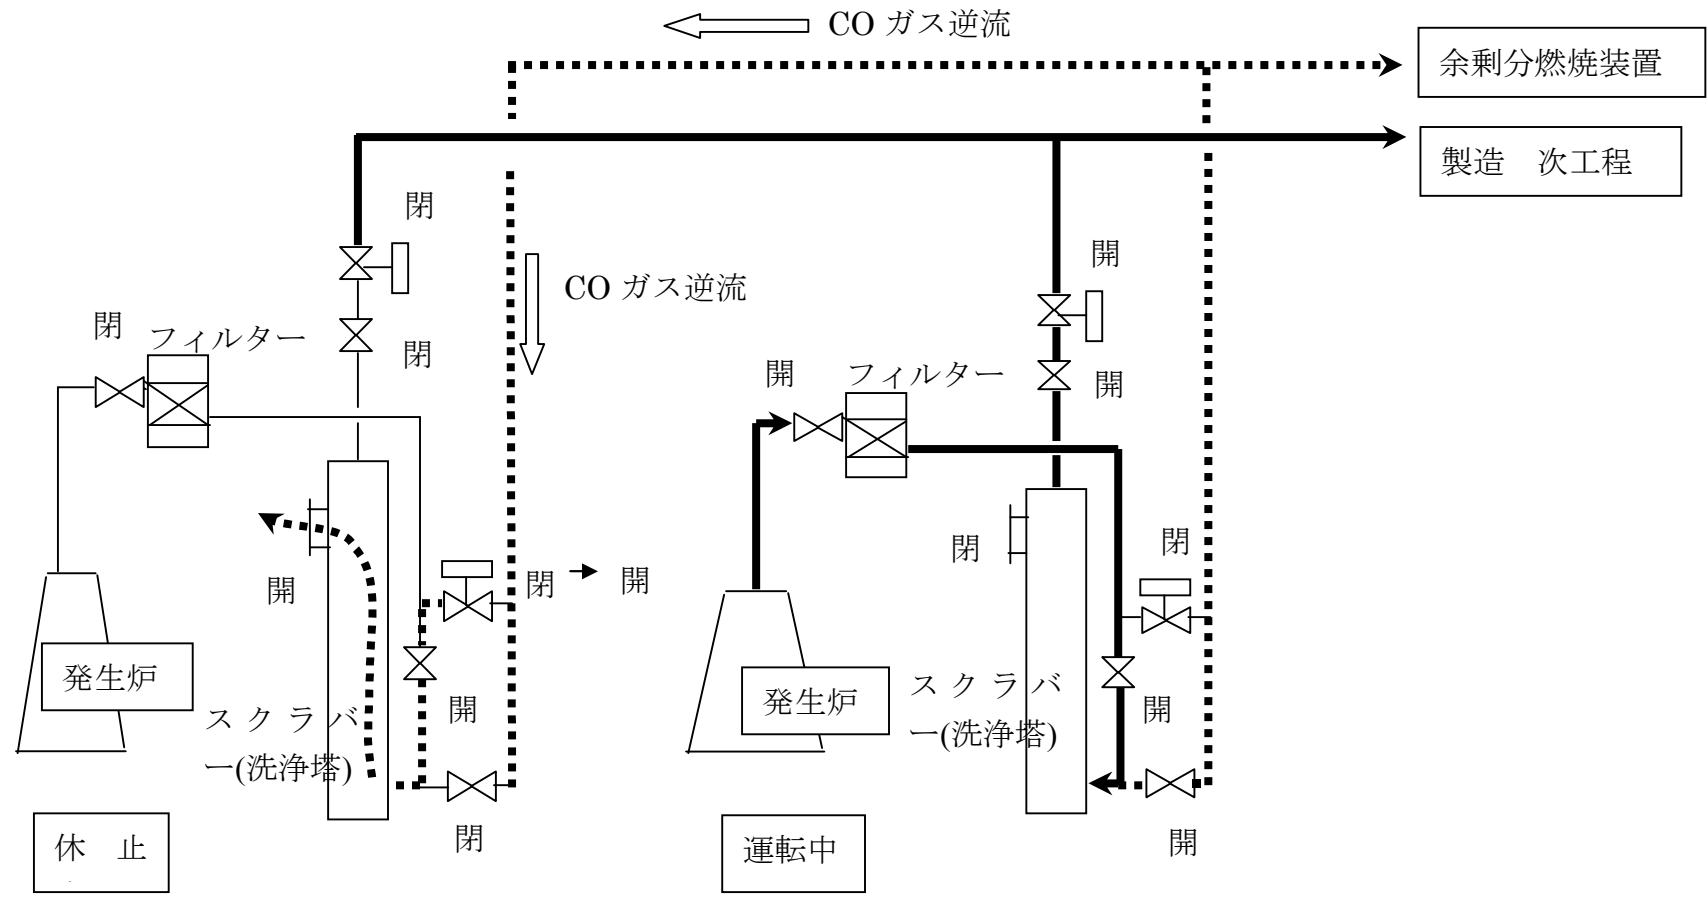 CO ガス逆流
余剰分燃焼装置
製造　次工程
閉
開
CO ガス逆流
閉
フィルター
閉
開
フィルター
開
開
閉
開
閉
閉
開
発生炉
スクラバ
ー(洗浄塔)
開
発生炉
スクラバ
ー(洗浄塔)
開
閉
開
休　止
運転中